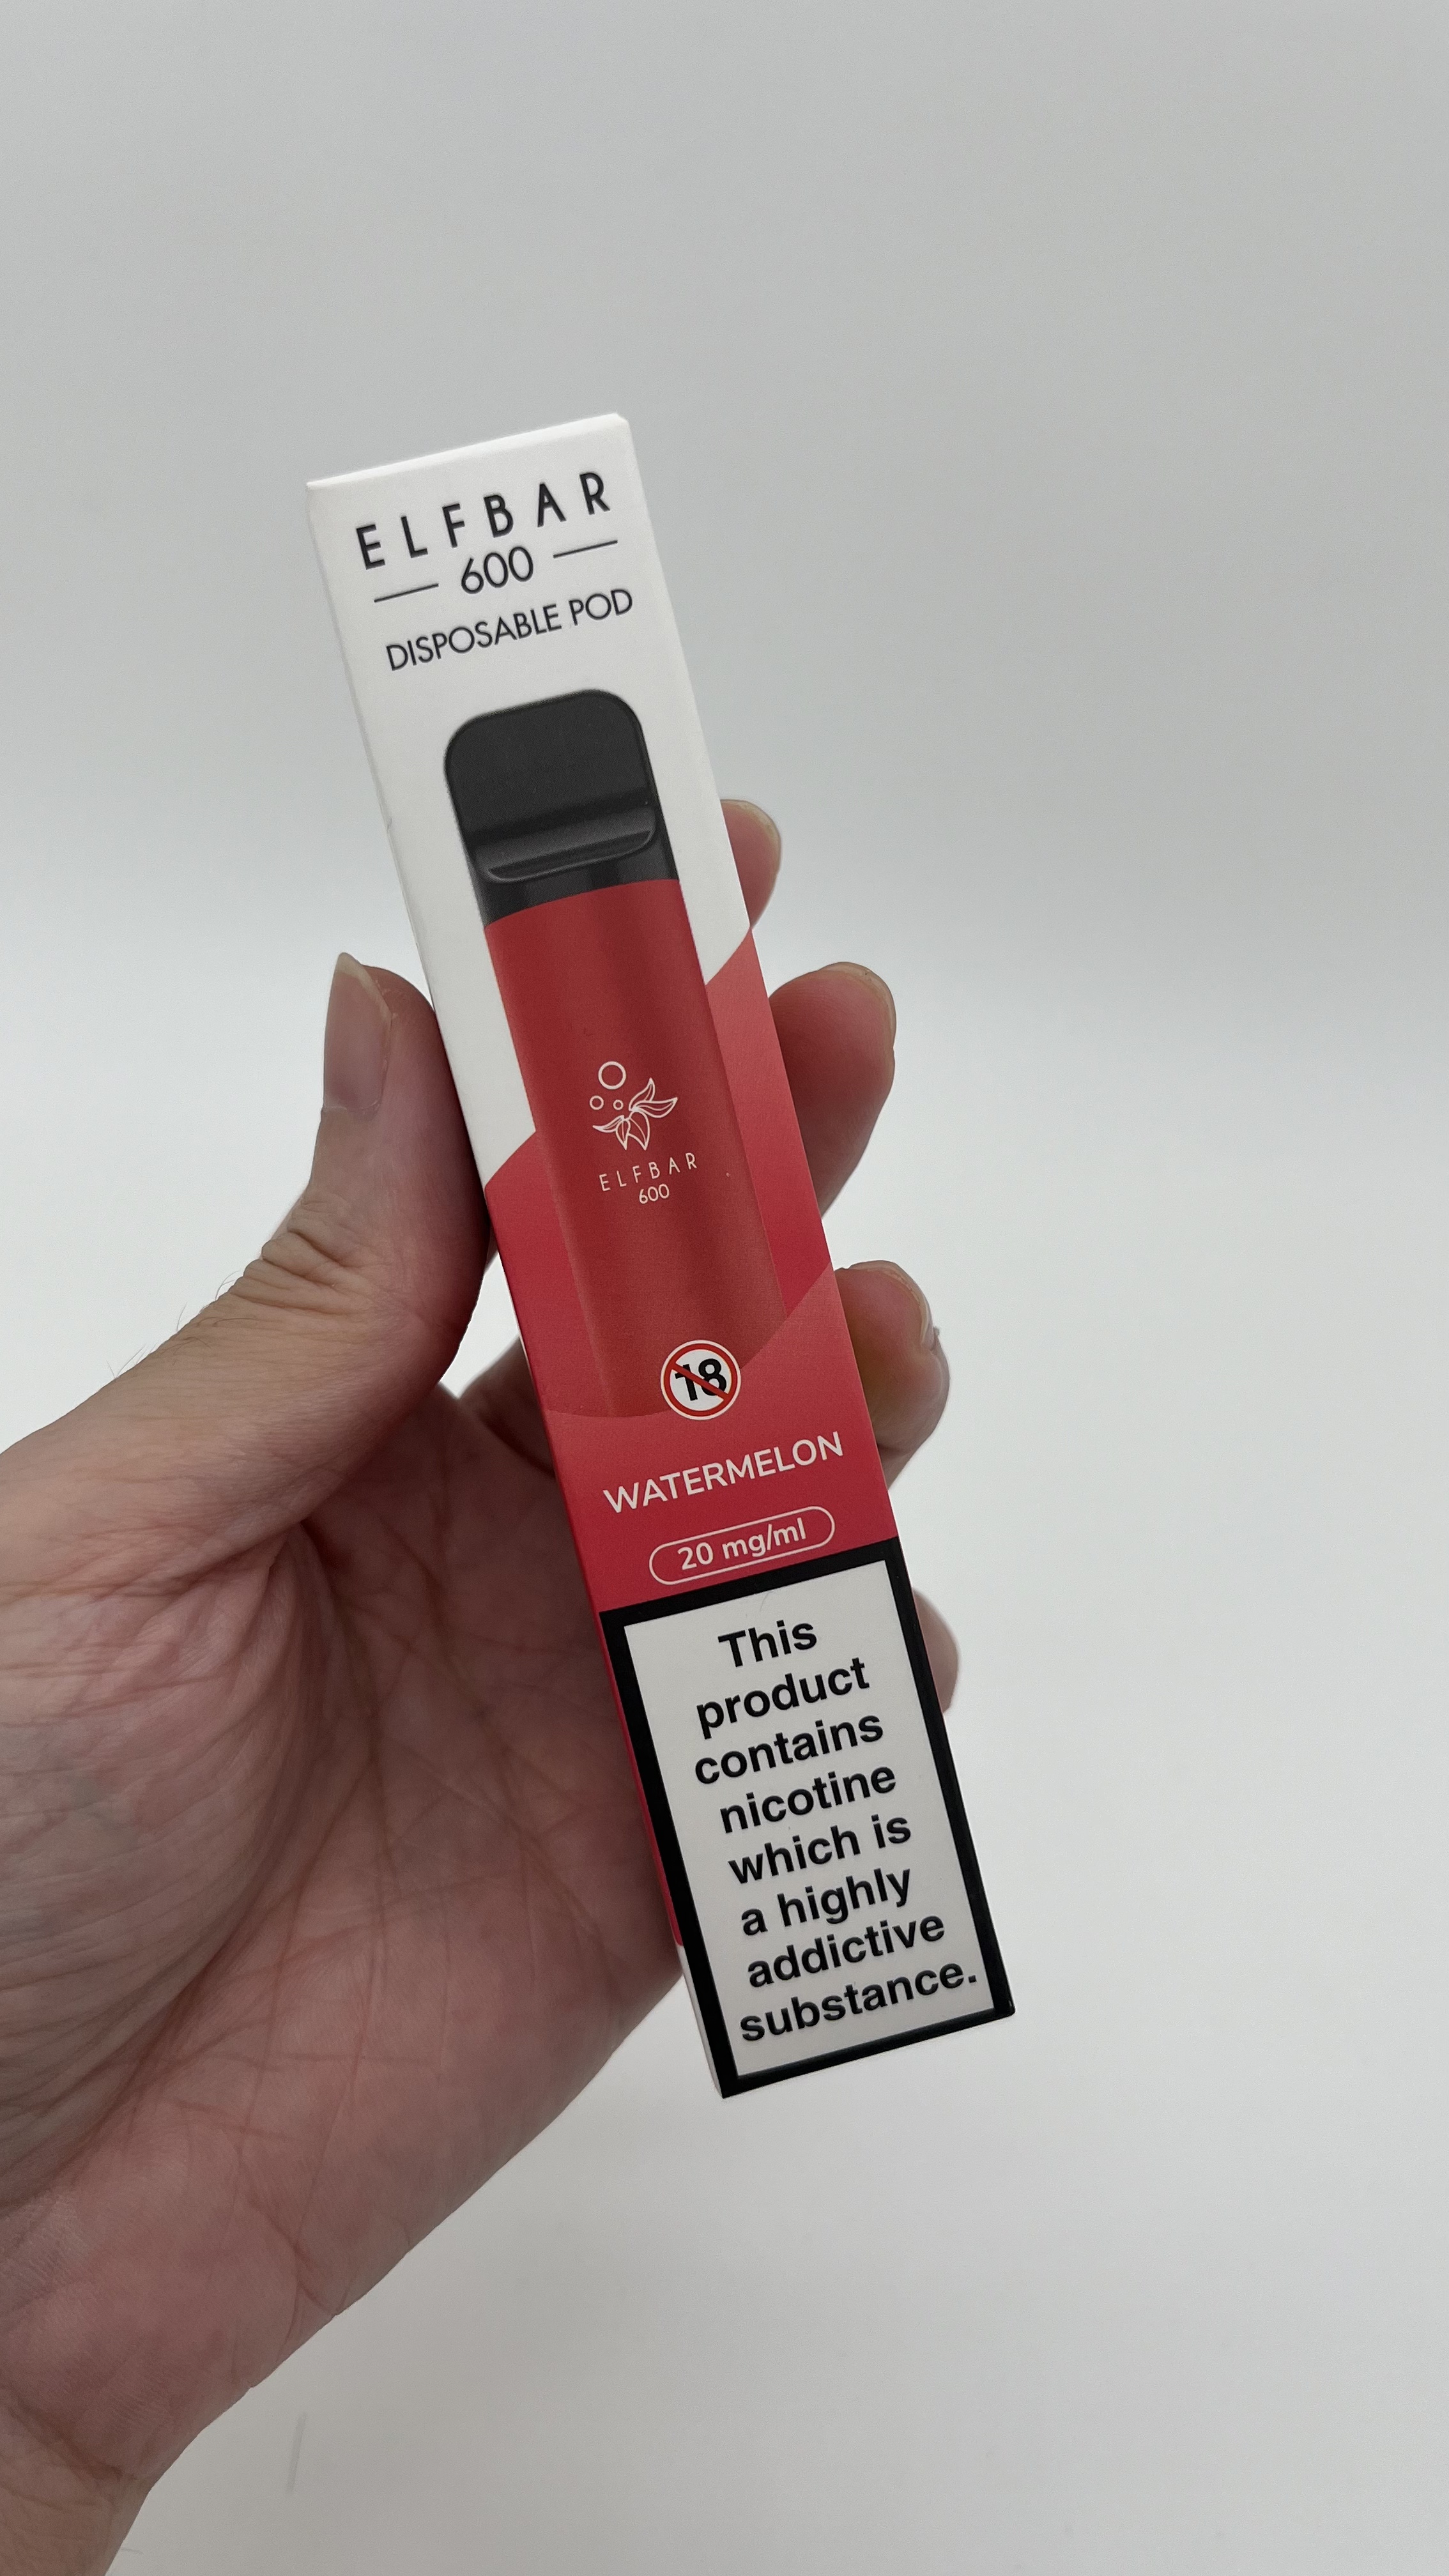 ELFBAR
600
DISPOSABLE POD
ELFBAR
600
18
WATERMELON
20 mg/ml
This
product
contains
nicotine
which is
a highly
addictive
substance.